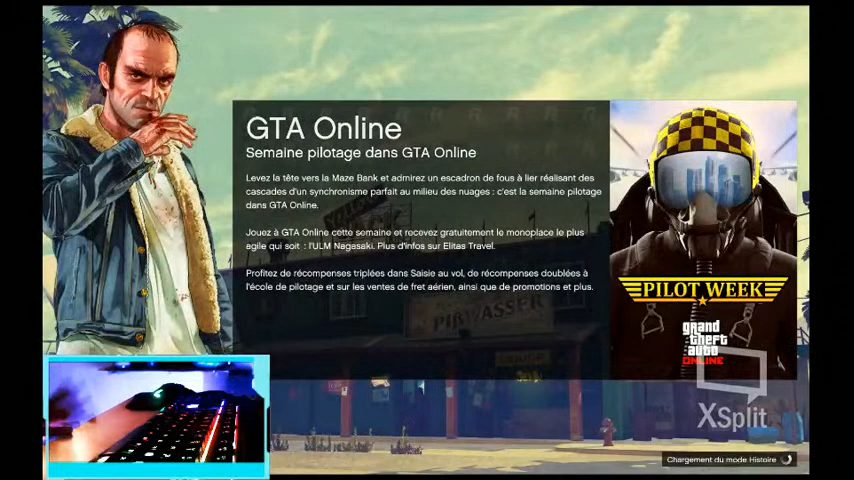 GTA Online
Semaine pilotage dans GTA Online
Levez la tête vers la Maze Bank et admirez un escadron de fous à lier réalisant des
cascades d'un synchronisme parfait au milieu des nuages : c'est la semaine pilotage
dans GTA Online.
Jouez à GTA Online cette semaine et recevez gratuitement le monoplace le plus
agile qui soit : l'ULM Nagasaki. Plus d'infos sur Elitas Travel.
Profitez de récompenses triplées dans Saisie au vol, de récompenses doublées à
l'école de pilotage et sur les ventes de fret aérien, ainsi que de promotions et plus.
PIßWASSER
PILOT WEEK
grand
theft
auto
ONLINE
XSplit
Chargement du mode Histoire